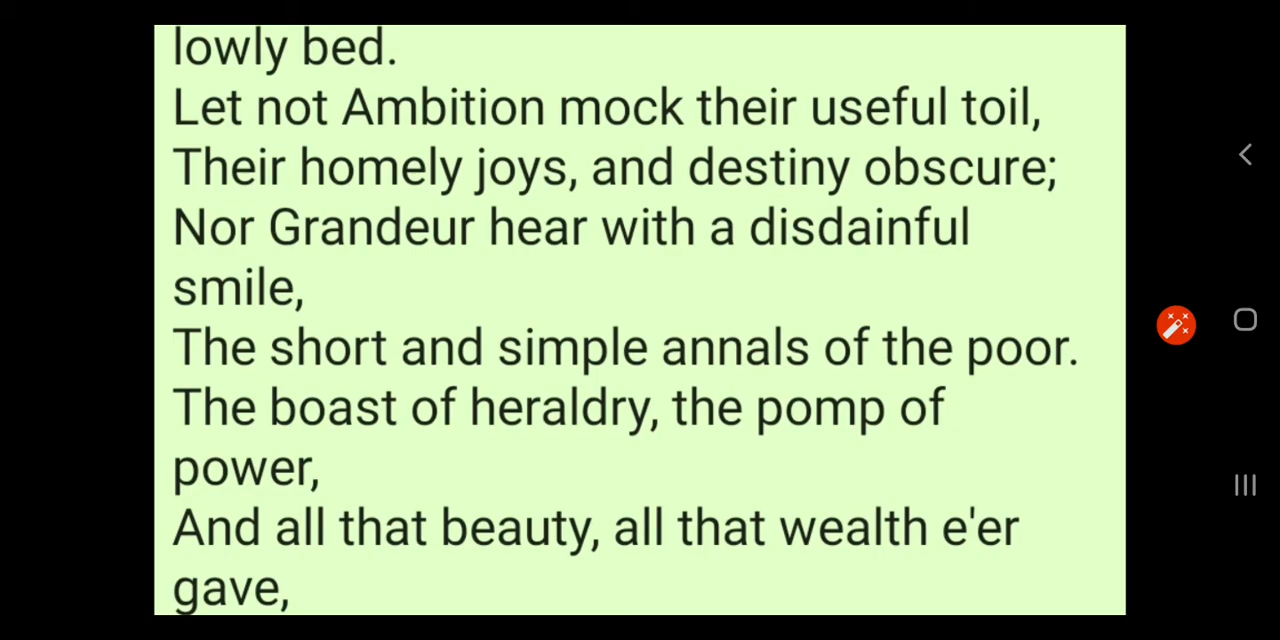 lowly bed.
Let not Ambition mock their useful toil,
Their homely joys, and destiny obscure;
Nor Grandeur hear with a disdainful
smile,
The short and simple annals of the poor.
The boast of heraldry, the pomp of
power,
And all that beauty, all that wealth e'er
gave,